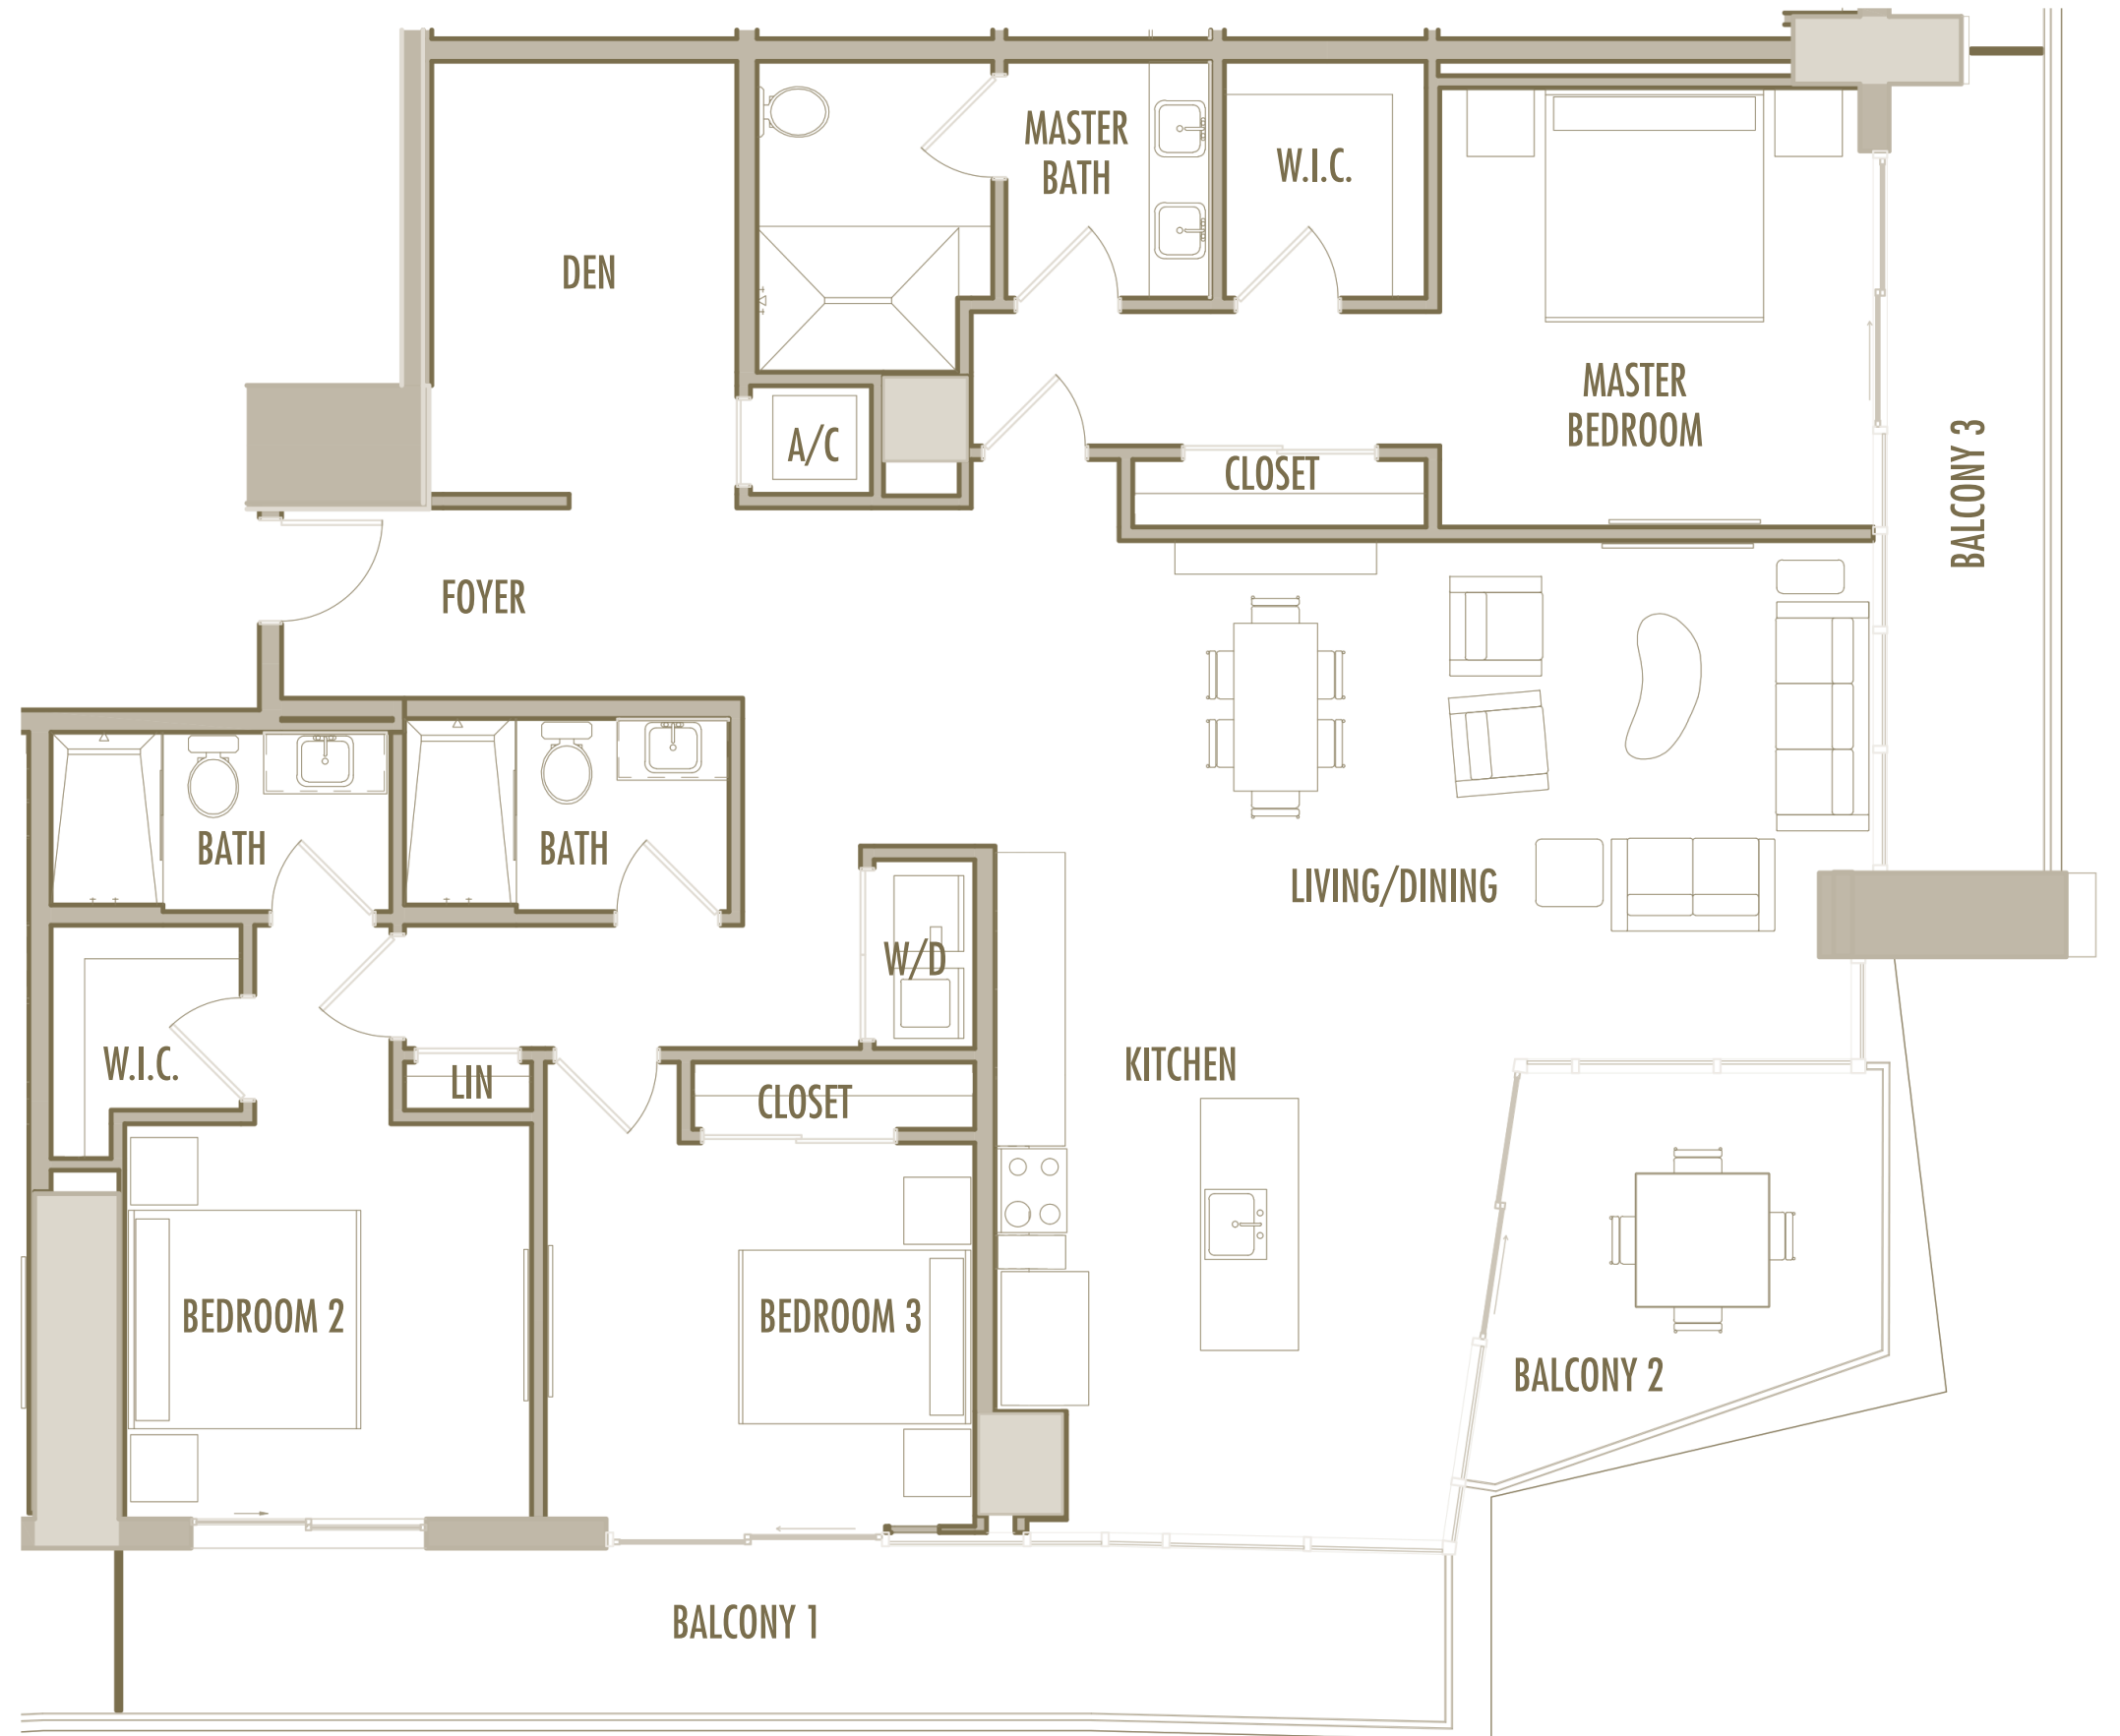 MASTER
BATH
W.I.C.
DEN
MASTER
BEDROOM
A/C
CLOSET
BALCONY 3
FOYER
BATH
BATH
LIVING/DINING
W/D
W.I.C.
LIN
CLOSET
KITCHEN
BEDROOM 2
BEDROOM 3
BALCONY 2
BALCONY 1